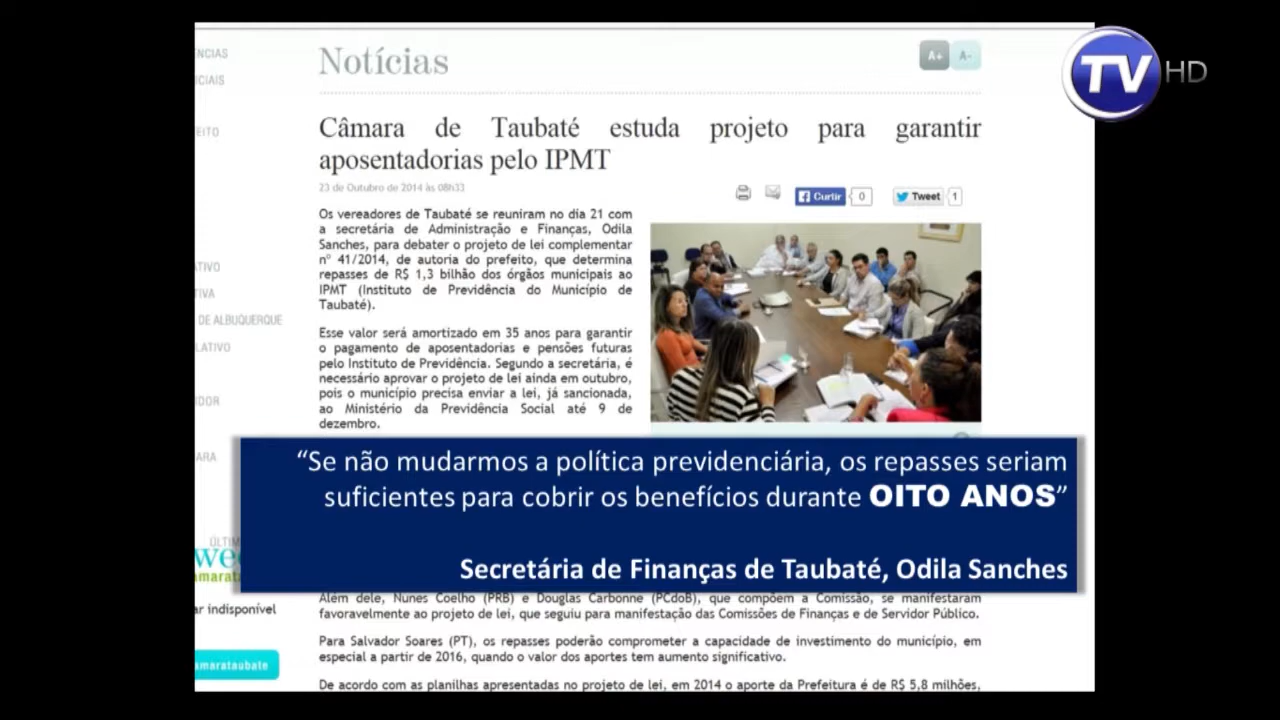 TV HD
NCIAS
CIAIS
EITO
ATIVO
TIVA
DE ALBUQUERQUE
LATIVO
DOR
ARA
Notícias
A+ A-
Câmara de Taubaté estuda projeto para garantir
aposentadorias pelo IPMT
23 de Outubro de 2014 às 08h33
Curtir 0 Tweet 1
Os vereadores de Taubaté se reuniram no dia 21 com
a secretária de Administração e Finanças, Odila
Sanches, para debater o projeto de lei complementar
nº 41/2014, de autoria do prefeito, que determina
repasses de R$ 1,3 bilhão dos órgãos municipais ao
IPMT (Instituto de Previdência do Município de
Taubaté).
Esse valor será amortizado em 35 anos para garantir
o pagamento de aposentadorias e pensões futuras
pelo Instituto de Previdência. Segundo a secretária, é
necessário aprovar o projeto de lei ainda em outubro,
pois o município precisa enviar a lei, já sancionada,
ao Ministério da Previdência Social até 9 de
dezembro.
“Se não mudarmos a política previdenciária, os repasses seriam
suficientes para cobrir os benefícios durante OITO ANOS”
Secretária de Finanças de Taubaté, Odila Sanches
ÚLTIM
wee
amarata
ar indisponível
amarataubate
Além dele, Nunes Coelho (PRB) e Douglas Carbonne (PCdoB), que compõem a Comissão, se manifestaram
favoravelmente ao projeto de lei, que seguiu para manifestação das Comissões de Finanças e de Servidor Público.
Para Salvador Soares (PT), os repasses poderão comprometer a capacidade de investimento do município, em
especial a partir de 2016, quando o valor dos aportes tem aumento significativo.
De acordo com as planilhas apresentadas no projeto de lei, em 2014 o aporte da Prefeitura é de R$ 5,8 milhões,